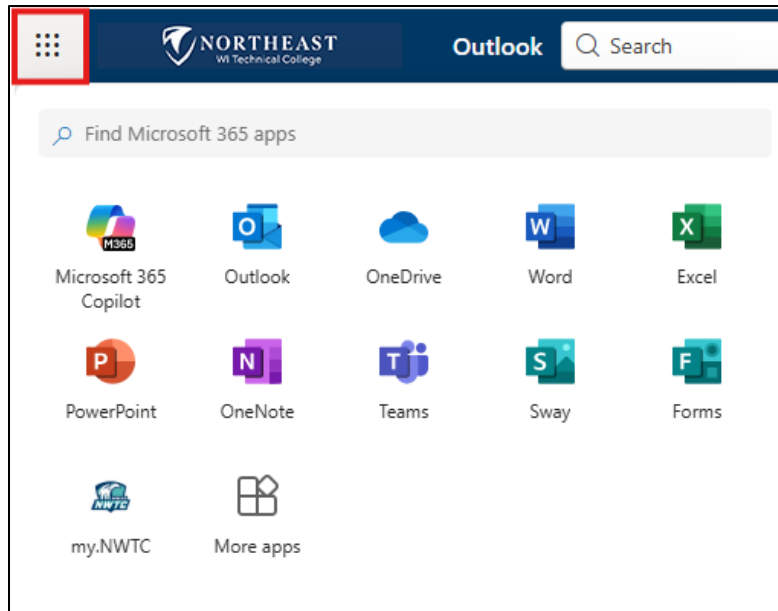 NORTHEAST
WI Technical College
Outlook
Search
Find Microsoft 365 apps
M365
Microsoft 365
Copilot
O
Outlook
OneDrive
W
Word
X
Excel
P
PowerPoint
N
OneNote
T
Teams
S
Sway
F
Forms
NWTC
my.NWTC
More apps